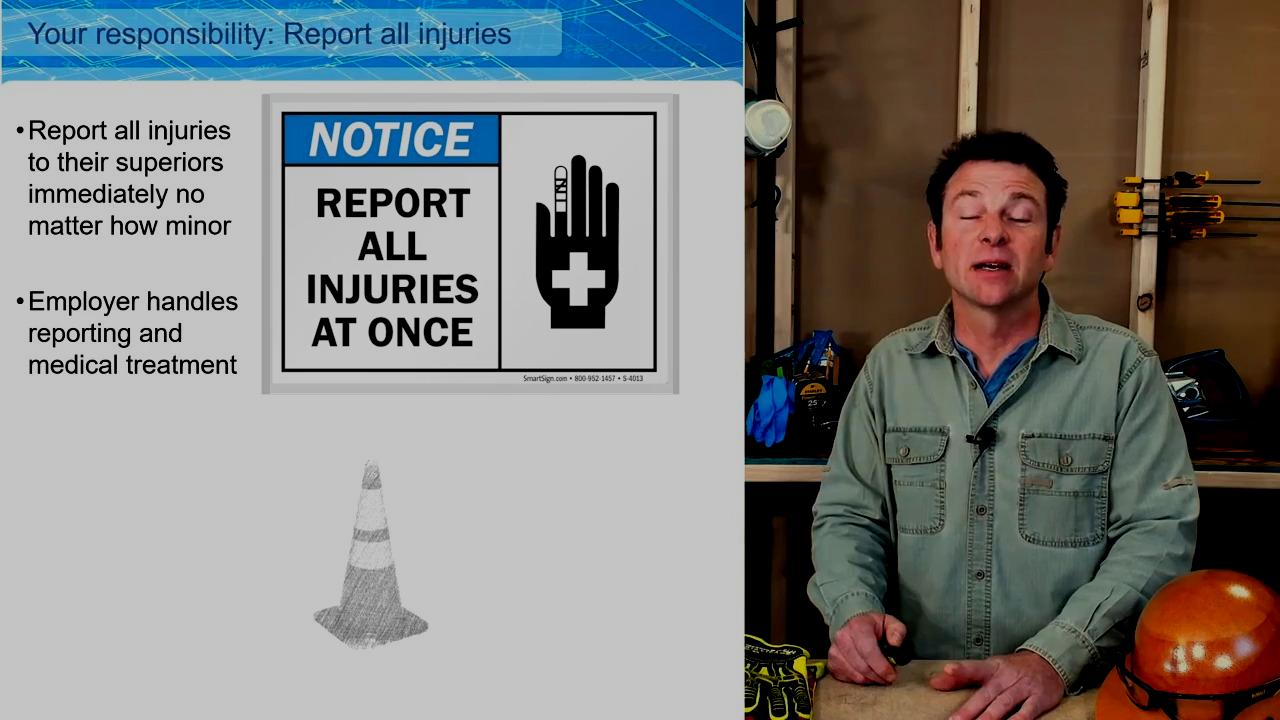 Your responsibility: Report all injuries
•Report all injuries
to their superiors
immediately no
matter how minor
•Employer handles
reporting and
medical treatment
NOTICE
REPORT
ALL
INJURIES
AT ONCE
SmartSign.com • 800-952-1457 • S-4013